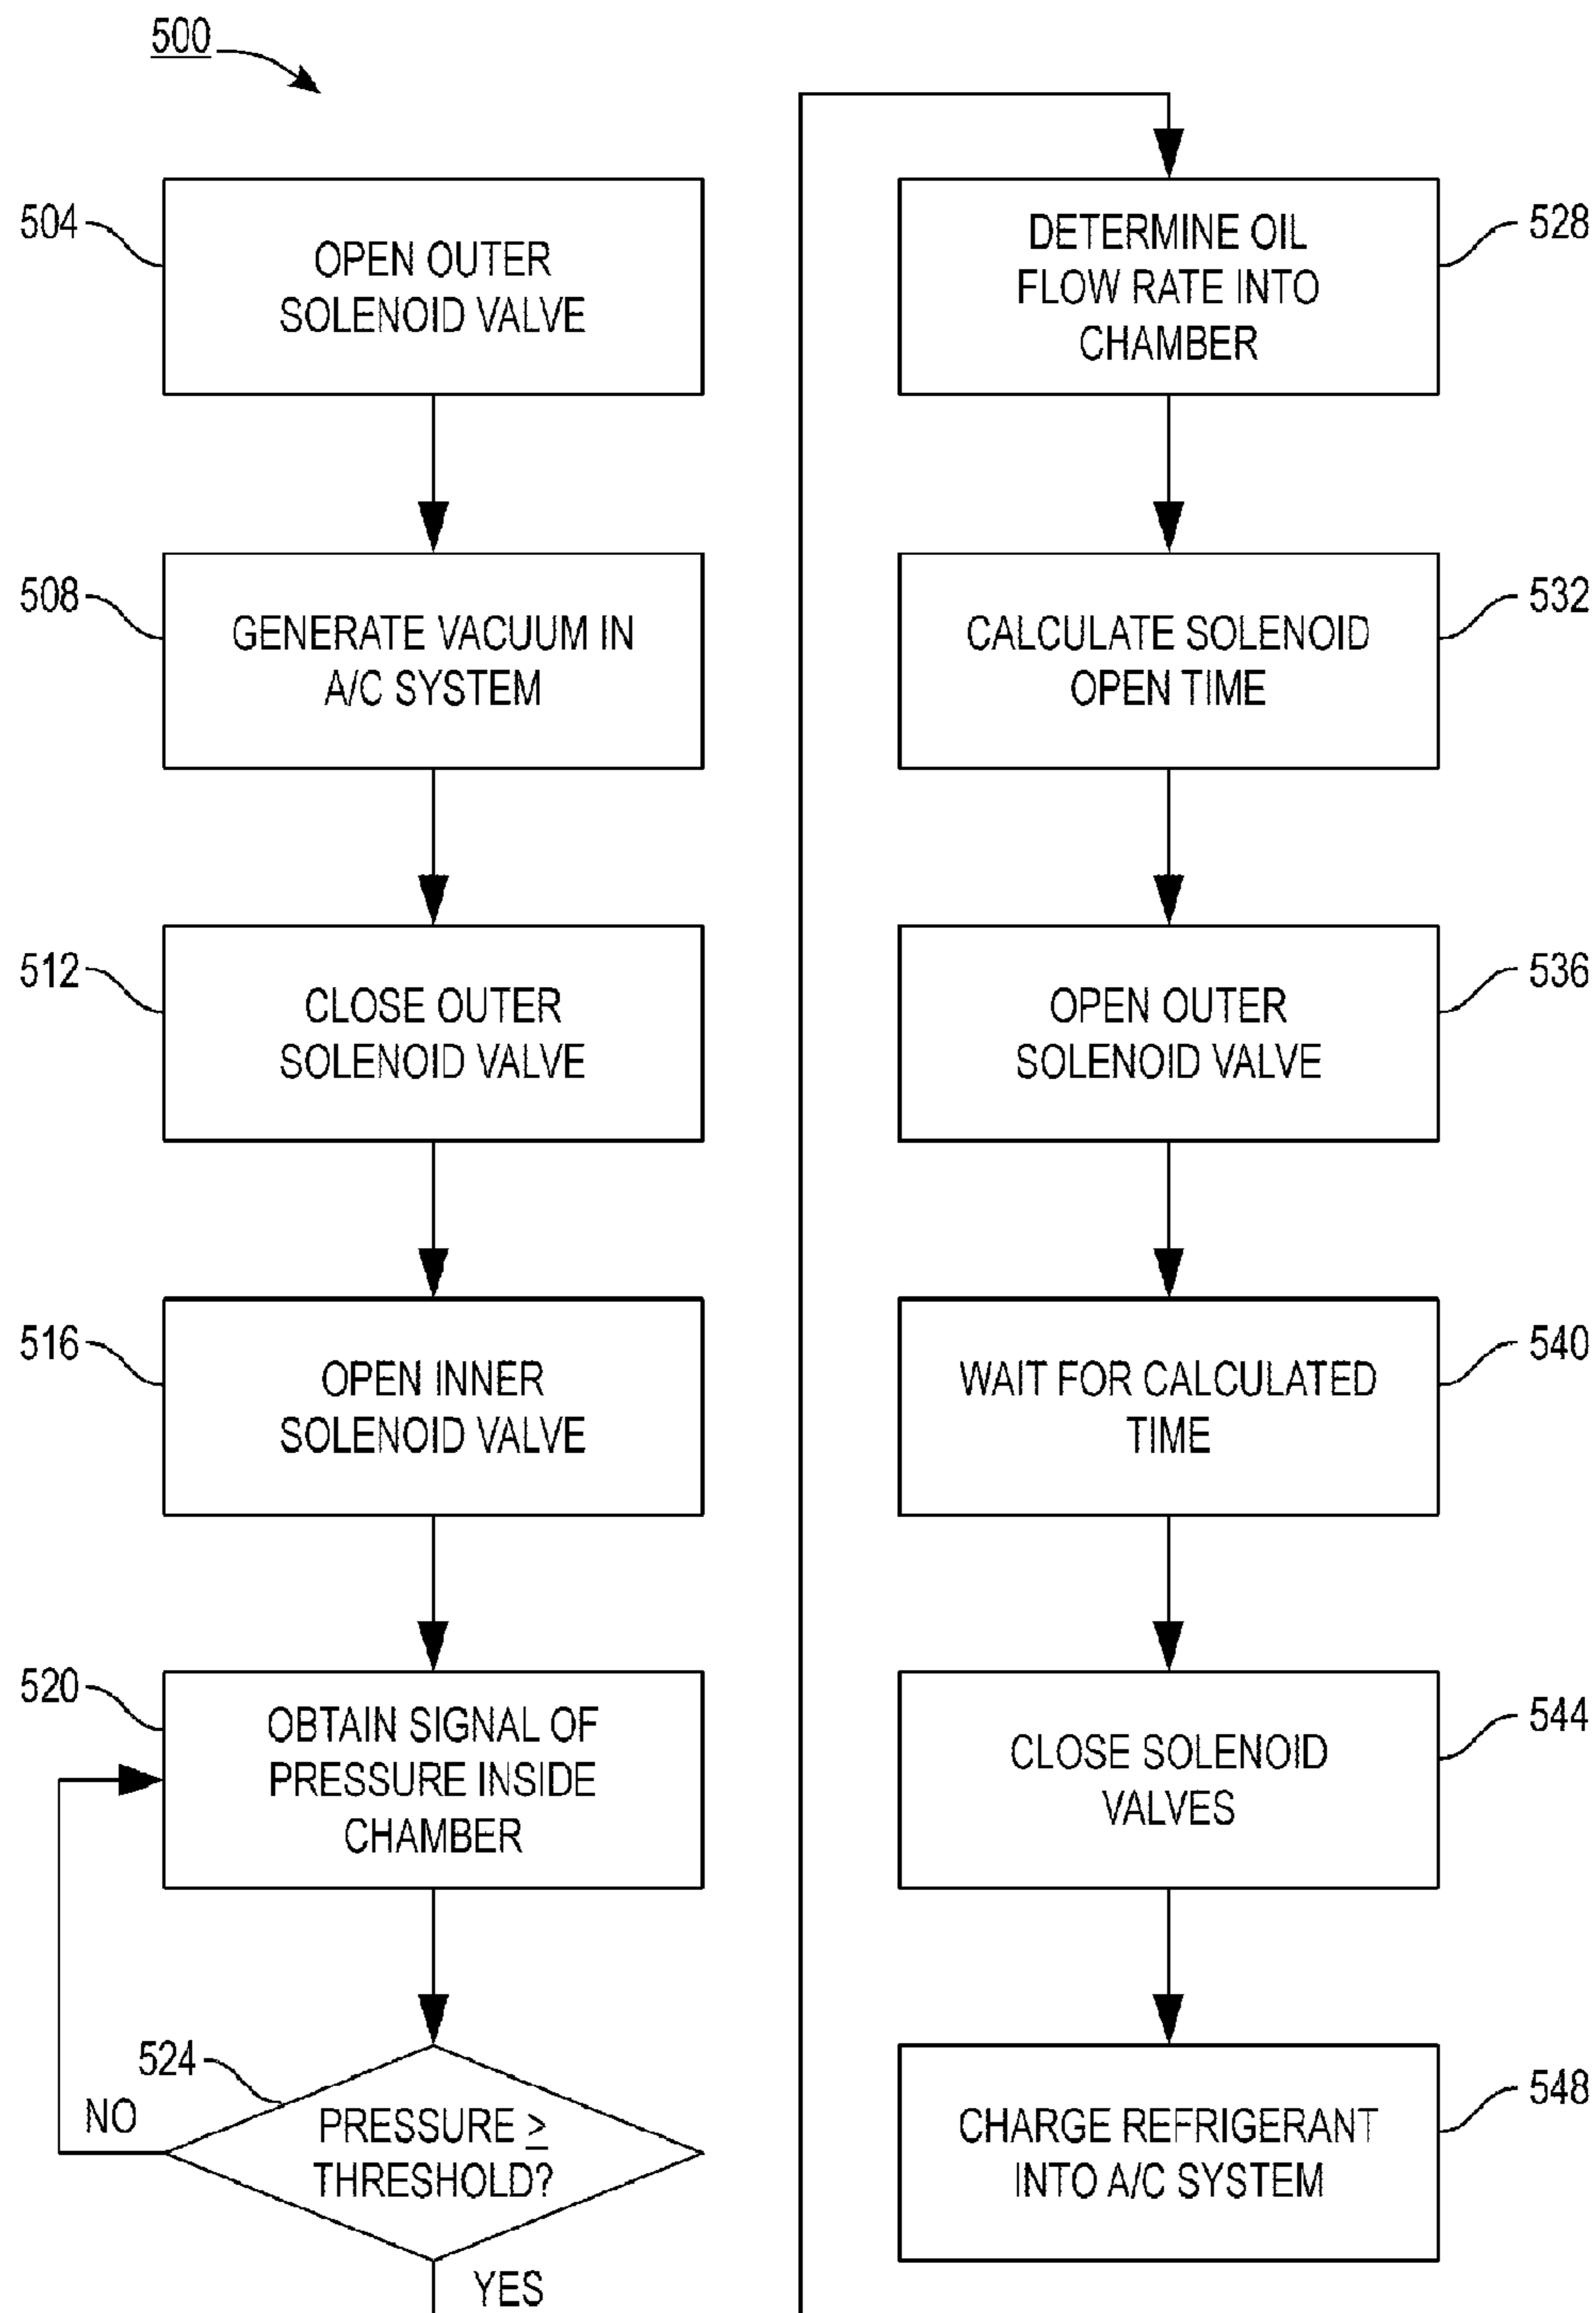 500
504
OPEN OUTER
SOLENOID VALVE
508
GENERATE VACUUM IN
A/C SYSTEM
512
CLOSE OUTER
SOLENOID VALVE
516
OPEN INNER
SOLENOID VALVE
520
OBTAIN SIGNAL OF
PRESSURE INSIDE
CHAMBER
524
NO
PRESSURE ≥
THRESHOLD?
YES
DETERMINE OIL
FLOW RATE INTO
CHAMBER
528
CALCULATE SOLENOID
OPEN TIME
532
OPEN OUTER
SOLENOID VALVE
536
WAIT FOR CALCULATED
TIME
540
CLOSE SOLENOID
VALVES
544
CHARGE REFRIGERANT
INTO A/C SYSTEM
548